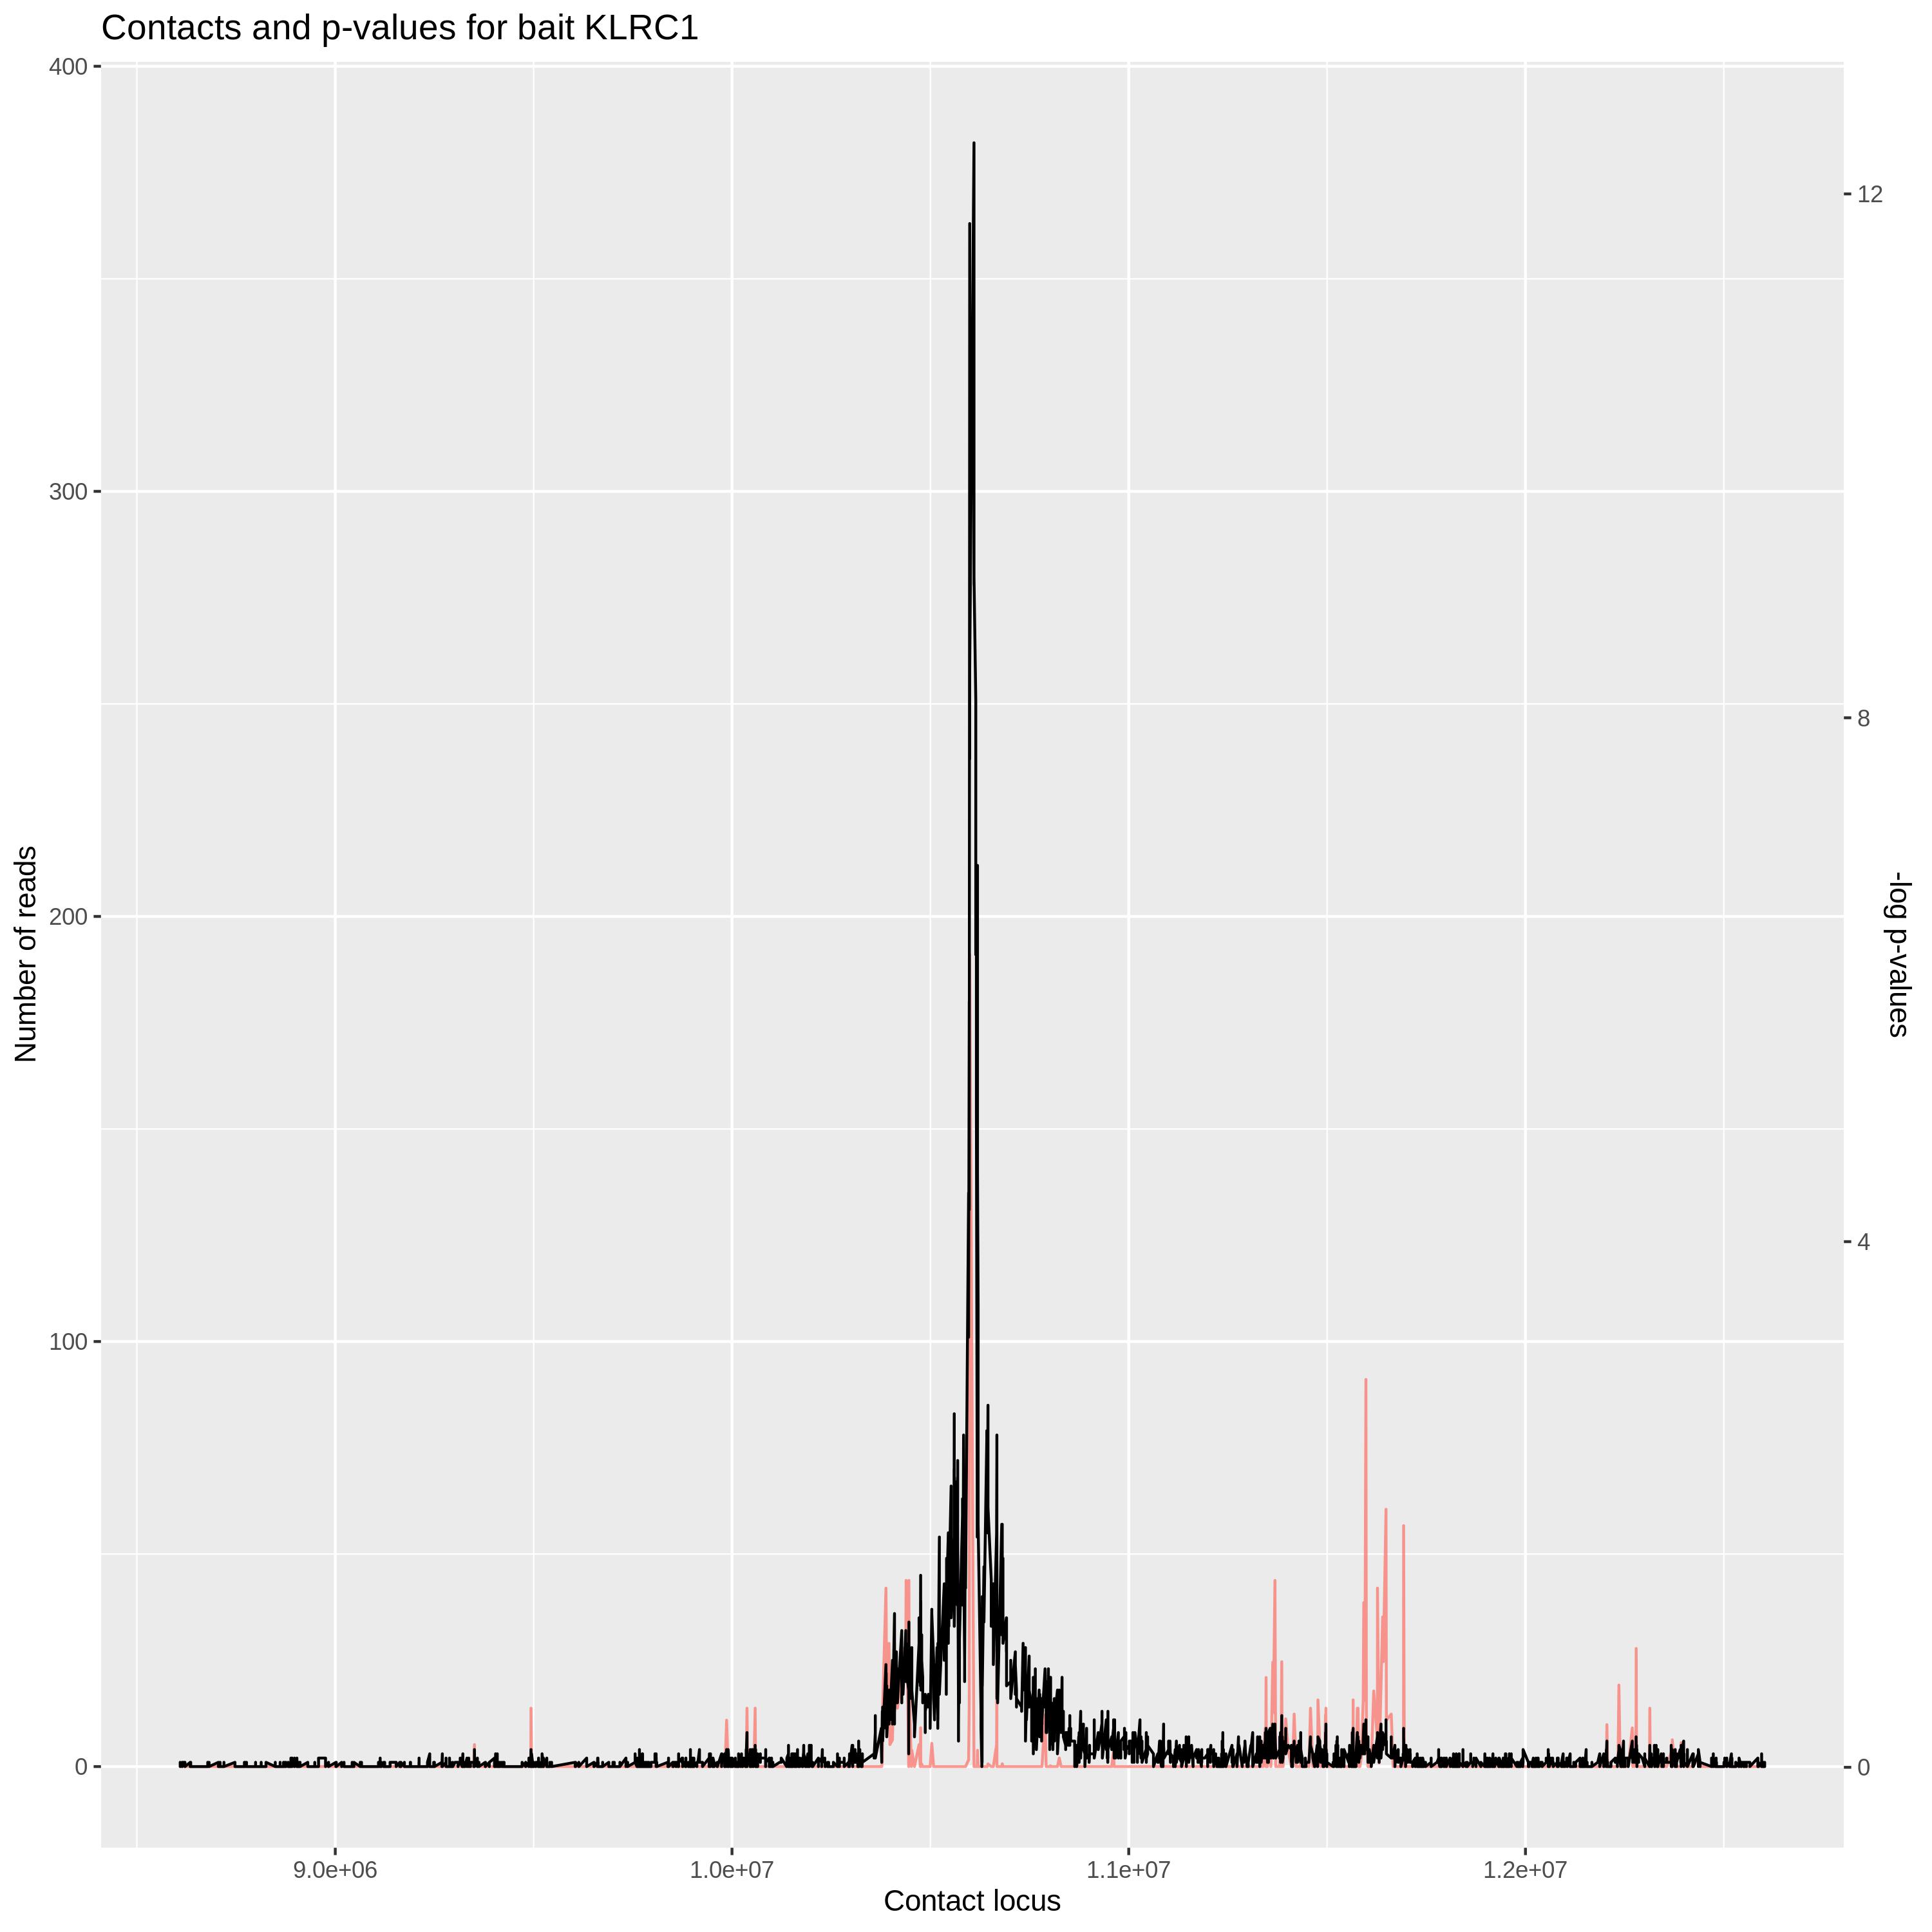 Contacts and p-values for bait KLRC1
400
300
200
100
0
Number of reads
12
8
4
0
-log p-values
9.0e+06 1.0e+07 1.1e+07 1.2e+07
Contact locus